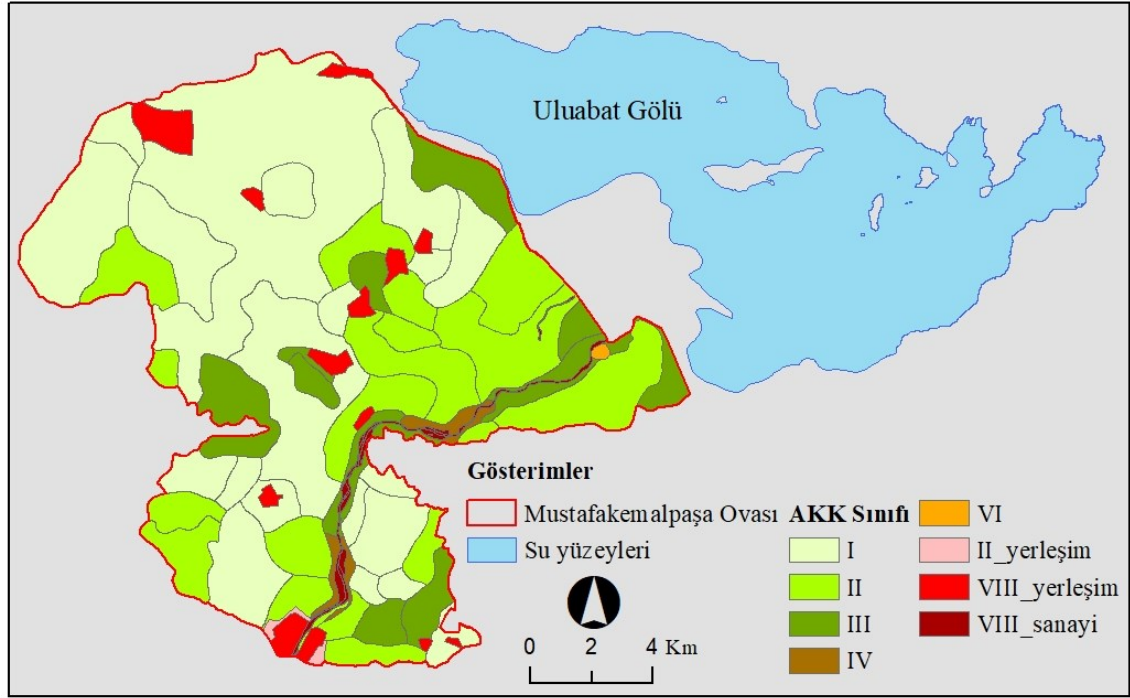 Uluabat Gölü
Gösterimler
Mustafakemalpaşa Ovası
Su yüzeyleri
AKK Sınıfı
I
II
III
IV
VI
II_yerleşim
VIII_yerleşim
VIII_sanayi
0 2 4 Km